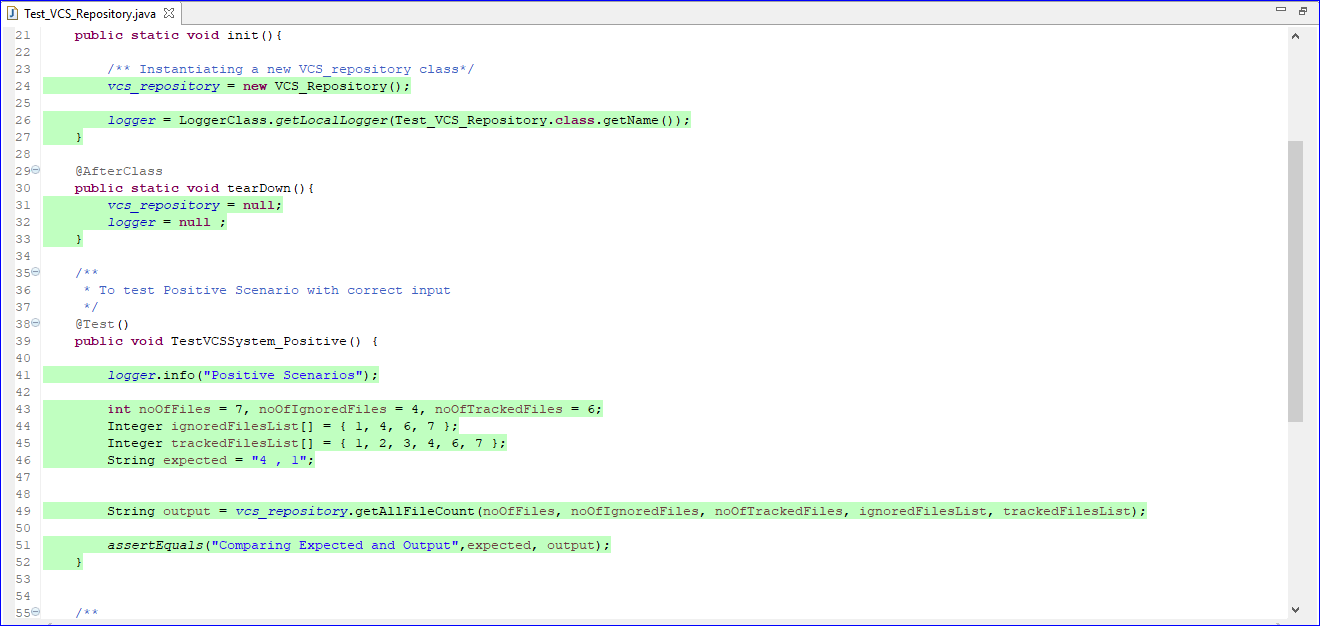 Test_VCS_Repository.java
21 public static void init(){
22
23 /** Instantiating a new VCS_repository class*/
24 vcs_repository = new VCS_Repository();
25
26 logger = LoggerClass.getLocalLogger(Test_VCS_Repository.class.getName());
27 }
28
29 @AfterClass
30 public static void tearDown(){
31 vcs_repository = null;
32 logger = null ;
33 }
34
35 /**
36 * To test Positive Scenario with correct input
37 */
38 @Test()
39 public void TestVCSSystem_Positive() {
40
41 logger.info("Positive Scenarios");
42
43 int noOfFiles = 7, noOfIgnoredFiles = 4, noOfTrackedFiles = 6;
44 Integer ignoredFilesList[] = { 1, 4, 6, 7 };
45 Integer trackedFilesList[] = { 1, 2, 3, 4, 6, 7 };
46 String expected = "4 , 1";
47
48
49 String output = vcs_repository.getAllFileCount(noOfFiles, noOfIgnoredFiles, noOfTrackedFiles, ignoredFilesList, trackedFilesList);
50
51 assertEquals("Comparing Expected and Output",expected, output);
52 }
53
54
55 /**